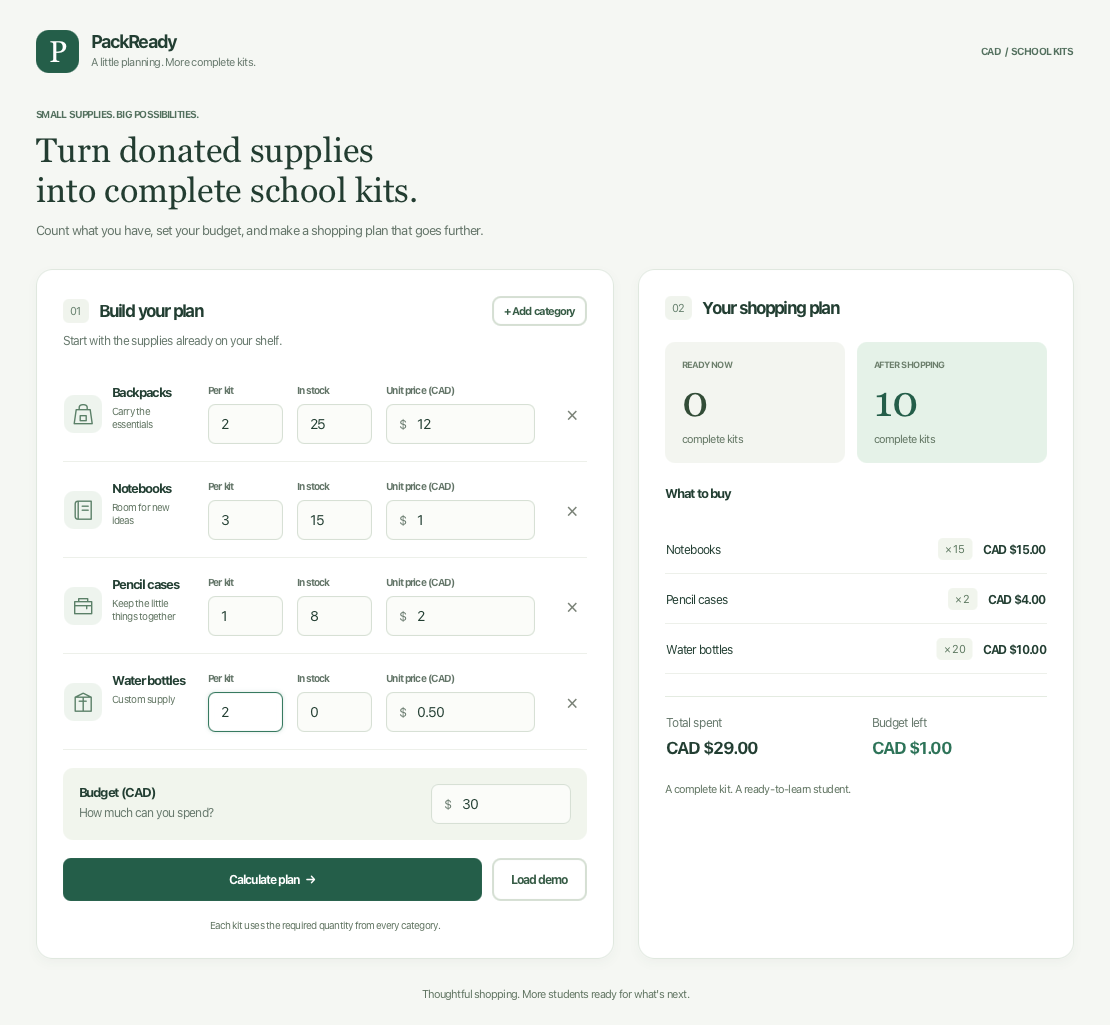 P
PackReady
A little planning. More complete kits.
CAD / SCHOOL KITS
SMALL SUPPLIES. BIG POSSIBILITIES.
Turn donated supplies
into complete school kits.
Count what you have, set your budget, and make a shopping plan that goes further.
01
Build your plan
+ Add category
Start with the supplies already on your shelf.
Backpacks
Carry the
essentials
Per kit
In stock
Unit price (CAD)
2
25
$ 12
×
Notebooks
Room for new
ideas
Per kit
In stock
Unit price (CAD)
3
15
$ 1
×
Pencil cases
Keep the little
things together
Per kit
In stock
Unit price (CAD)
1
8
$ 2
×
Water bottles
Custom supply
Per kit
In stock
Unit price (CAD)
2
0
$ 0.50
×
Budget (CAD)
How much can you spend?
$ 30
Calculate plan →
Load demo
Each kit uses the required quantity from every category.
02
Your shopping plan
READY NOW
0
complete kits
AFTER SHOPPING
10
complete kits
What to buy
Notebooks ×15 CAD $15.00
Pencil cases ×2 CAD $4.00
Water bottles ×20 CAD $10.00
Total spent
CAD $29.00
Budget left
CAD $1.00
A complete kit. A ready-to-learn student.
Thoughtful shopping. More students ready for what's next.